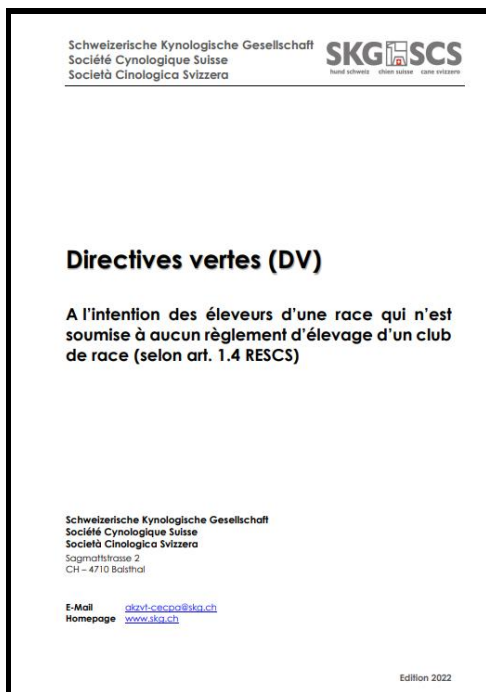 Schweizerische Kynologische Gesellschaft
Société Cynologique Suisse
Società Cinologica Svizzera
SKG SCS
hund schweiz chien suisse cane svizzero
Directives vertes (DV)
A l'intention des éleveurs d'une race qui n'est
soumise à aucun règlement d'élevage d'un club
de race (selon art. 1.4 RESCS)
Schweizerische Kynologische Gesellschaft
Société Cynologique Suisse
Società Cinologica Svizzera
Sagmattstrasse 2
CH – 4710 Balsthal
E-Mail akzvt-cecpa@skg.ch
Homepage www.skg.ch
Edition 2022